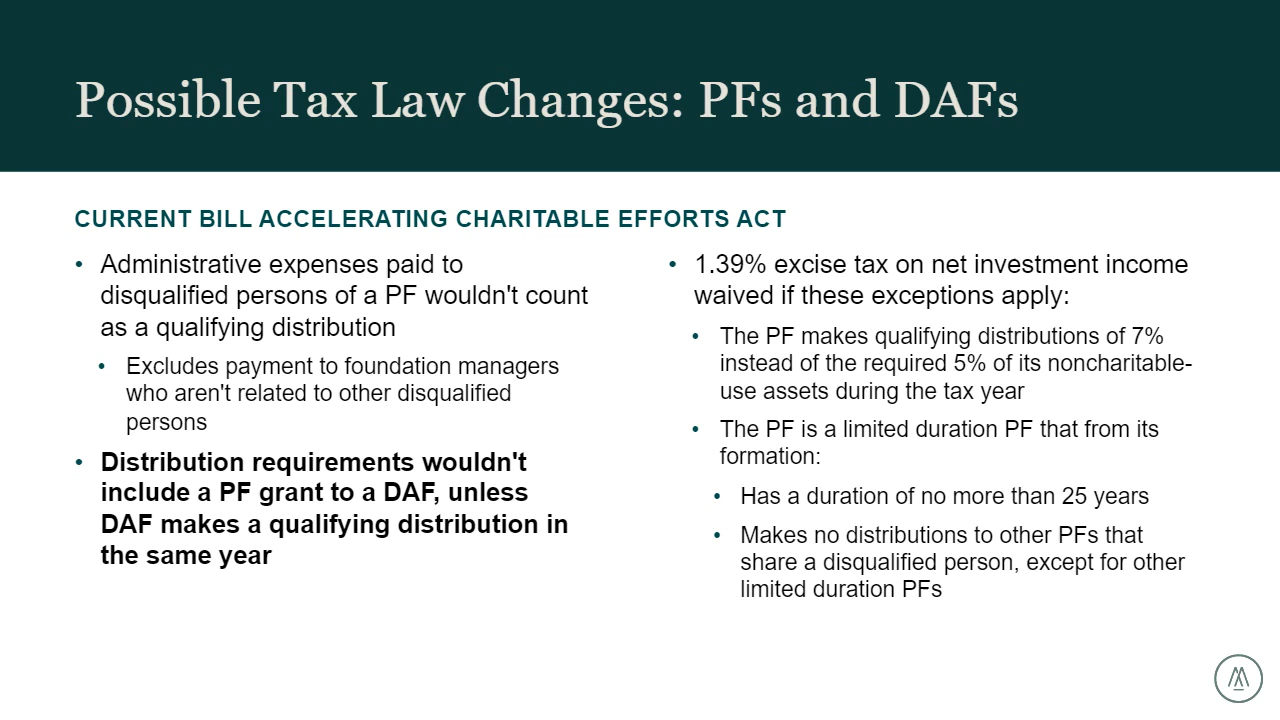 Possible Tax Law Changes: PFs and DAFs
CURRENT BILL ACCELERATING CHARITABLE EFFORTS ACT
• Administrative expenses paid to
disqualified persons of a PF wouldn't count
as a qualifying distribution
• Excludes payment to foundation managers
who aren't related to other disqualified
persons
• Distribution requirements wouldn't
include a PF grant to a DAF, unless
DAF makes a qualifying distribution in
the same year
• 1.39% excise tax on net investment income
waived if these exceptions apply:
• The PF makes qualifying distributions of 7%
instead of the required 5% of its noncharitable-
use assets during the tax year
• The PF is a limited duration PF that from its
formation:
• Has a duration of no more than 25 years
• Makes no distributions to other PFs that
share a disqualified person, except for other
limited duration PFs